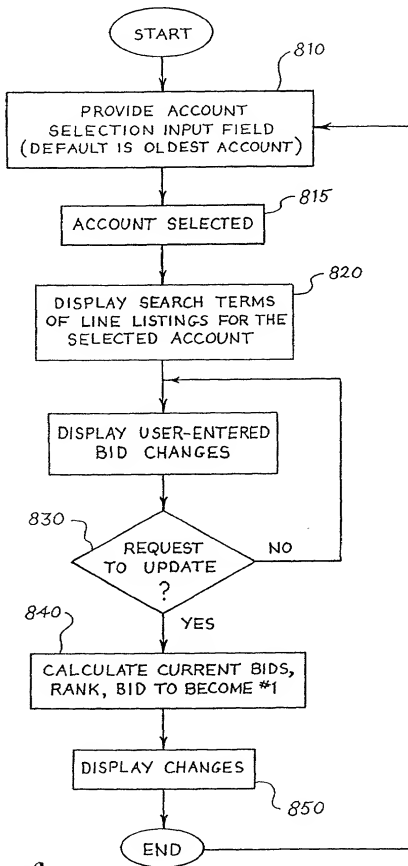 START
810
PROVIDE ACCOUNT
SELECTION INPUT FIELD
(DEFAULT IS OLDEST ACCOUNT)
815
ACCOUNT SELECTED
820
DISPLAY SEARCH TERMS
OF LINE LISTINGS FOR THE
SELECTED ACCOUNT
DISPLAY USER-ENTERED
BID CHANGES
830
REQUEST
TO UPDATE
?
NO
YES
840
CALCULATE CURRENT BIDS,
RANK, BID TO BECOME #1
DISPLAY CHANGES
850
END